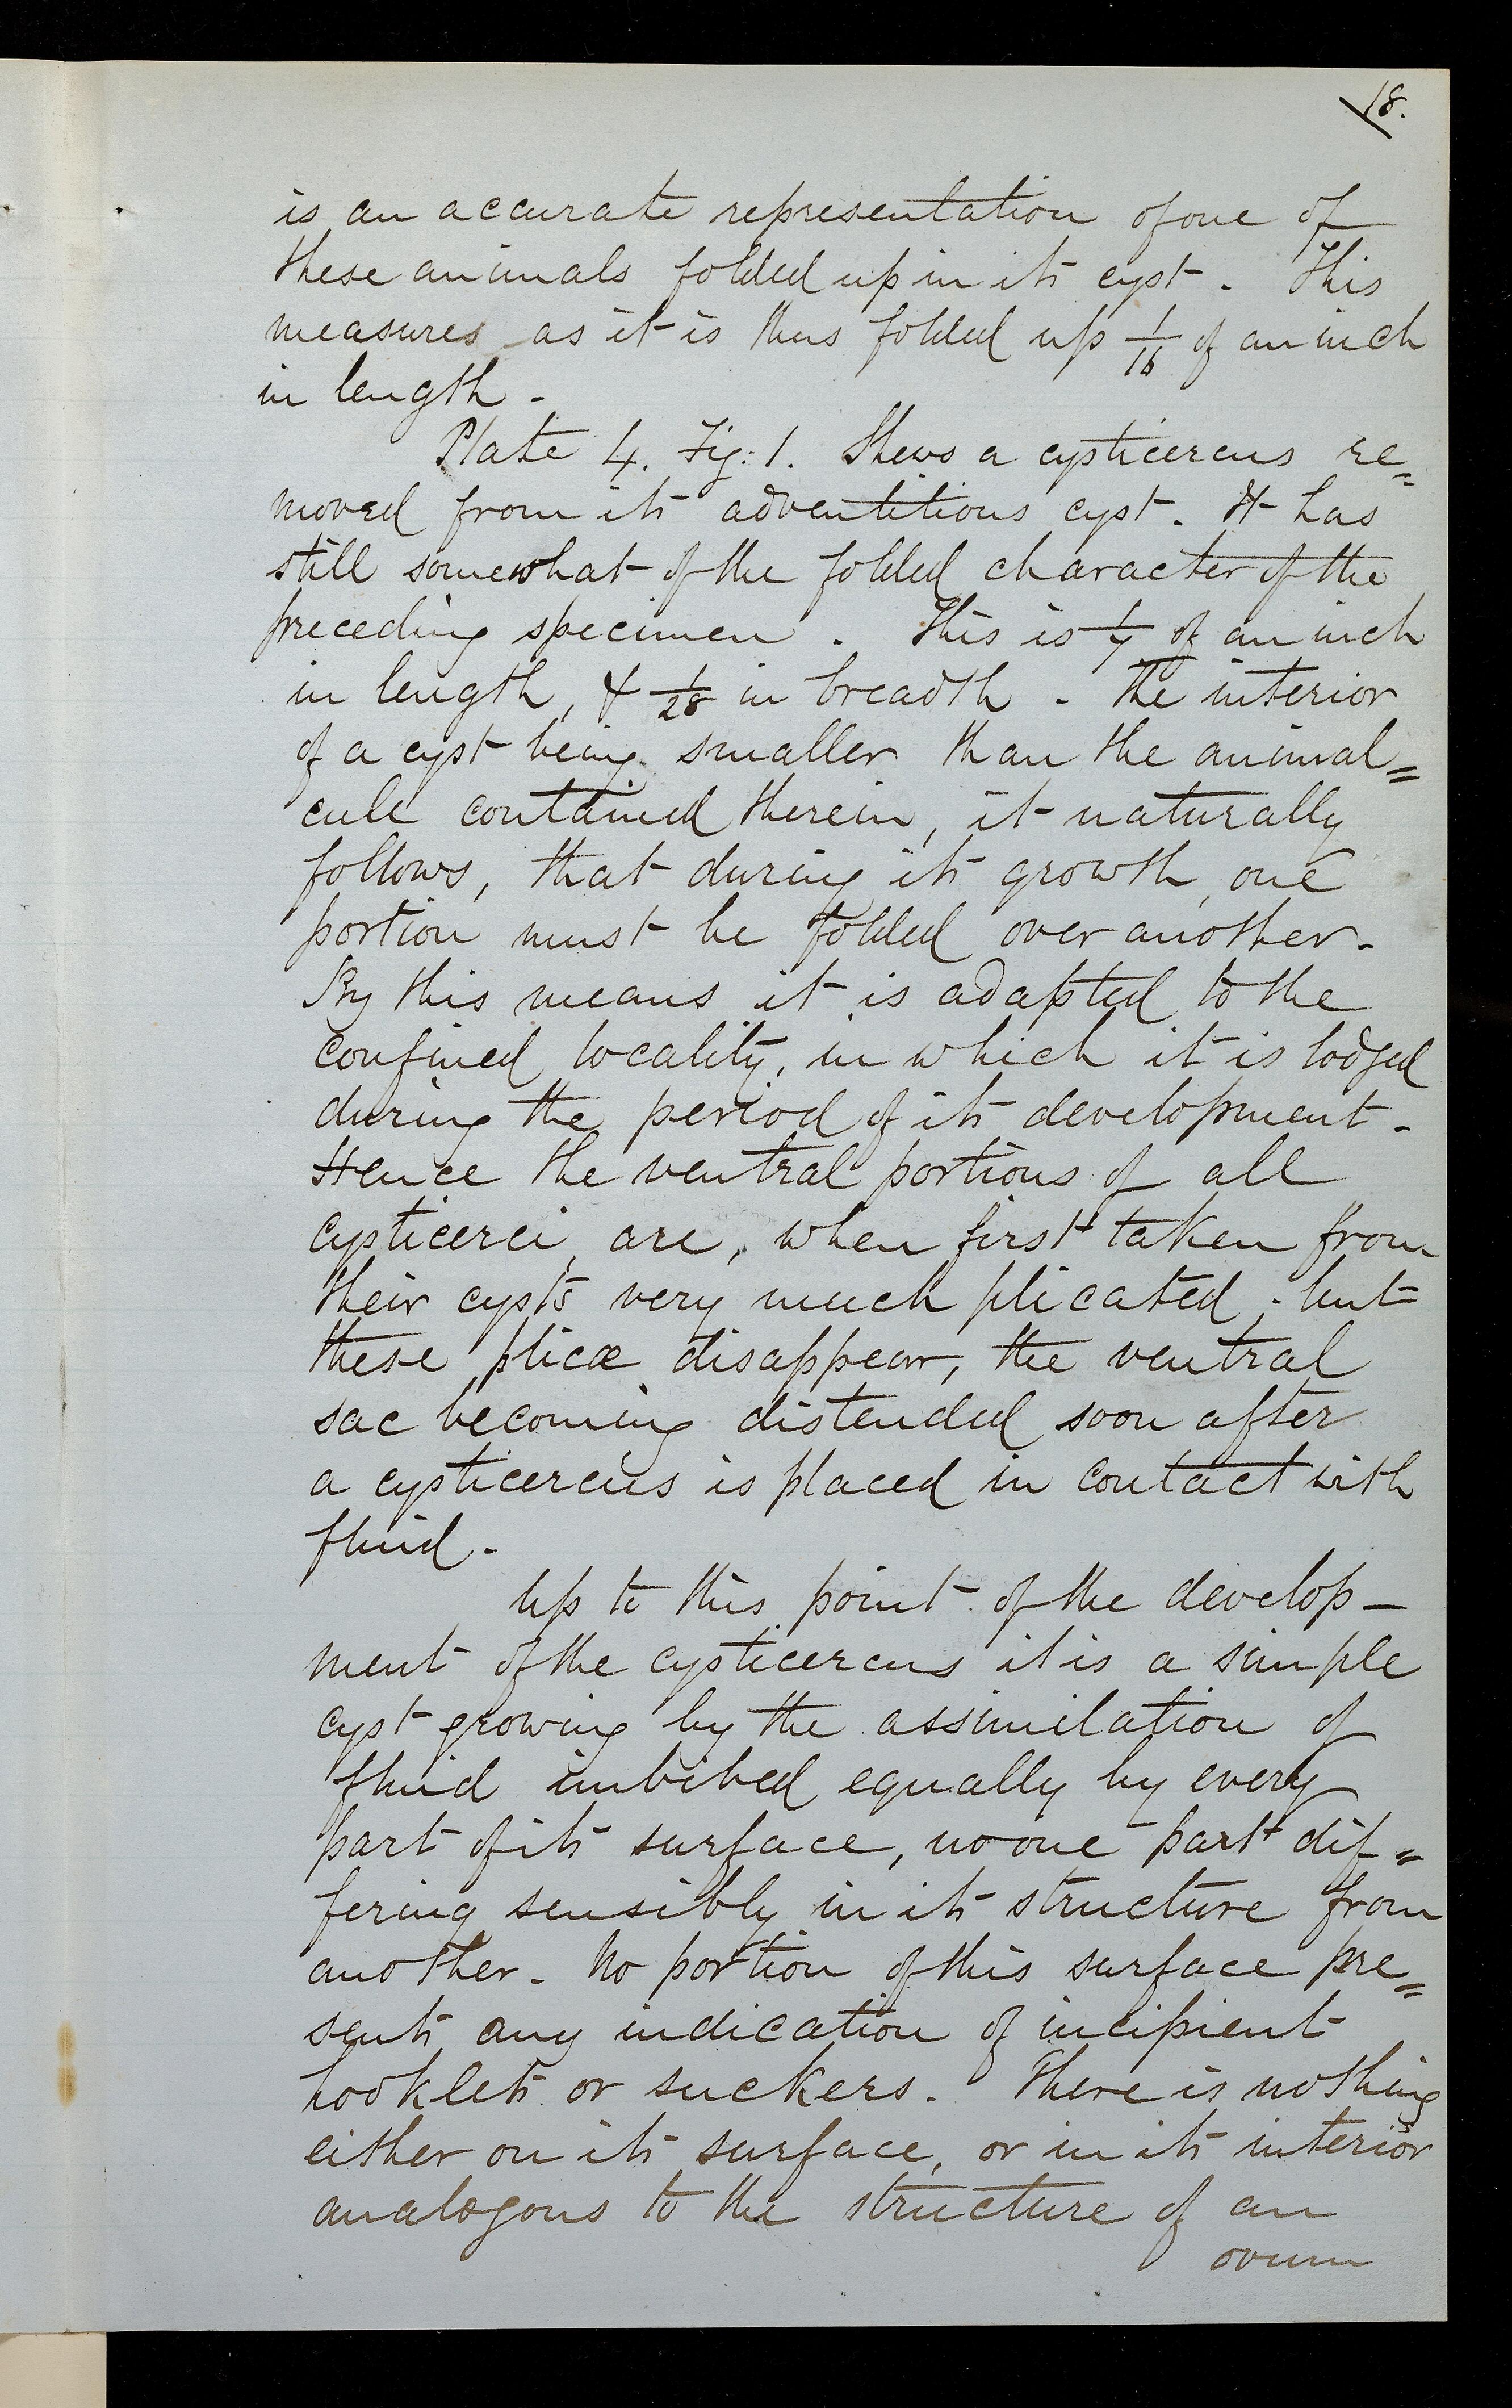 18.
is an accurate representation of one of
these animals folded up in its cyst. This
measures as it is thus folded up 1/16 of an inch
in length.
Plate 4. Fig: 1. Shews a cysticercus re=
moved from its adventitious cyst. It has
still somewhat of the folded character of the
preceding specimen. This is 1/7 of an inch
in length, & 1/28 in breadth. The interior
of a cyst being smaller than the animal=
cule contained therein, it naturally
follows, that during its growth, one
portion must be folded over another.
By this means it is adapted to the
confined locality, in which it is lodged
during the period of its development.
Hence the ventral portions of all
cysticerci, are, when first taken from
their cysts very much plicated. but
these plicæ disappear, the ventral
sac becoming distended soon after
a cysticercus is placed in contact with
fluid.
Up to this point of the develop-
ment of the cysticercus it is a simple
cyst growing by the assimilation of
fluid imbibed equally by every
part of its surface, no one part dif=
fering sensibly in its structure from
another. No portion of this surface pre=
sents any indication of incipient
hooklets or suckers. There is nothing
either on its surface, or in its interior
analogous to the structure of an
ovum